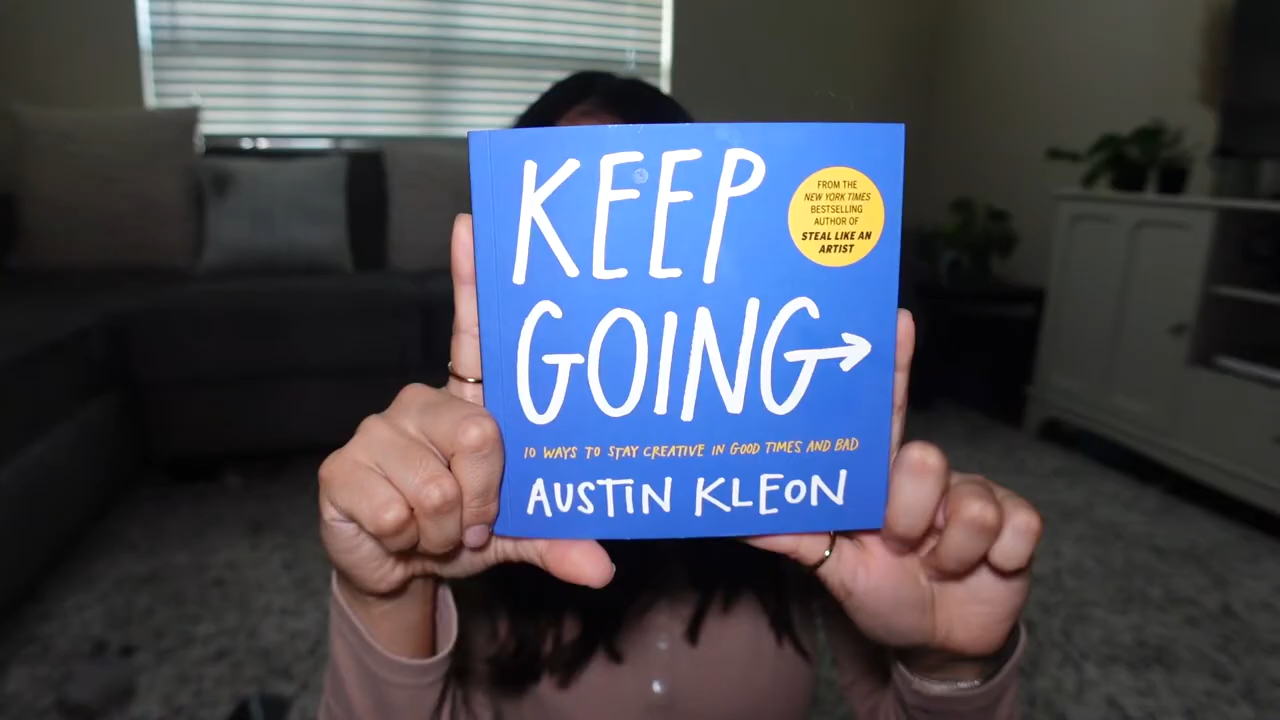 KEEP
GOING
FROM THE
NEW YORK TIMES
BESTSELLING
AUTHOR OF
STEAL LIKE AN
ARTIST
10 WAYS TO STAY CREATIVE IN GOOD TIMES AND BAD
AUSTIN KLEON